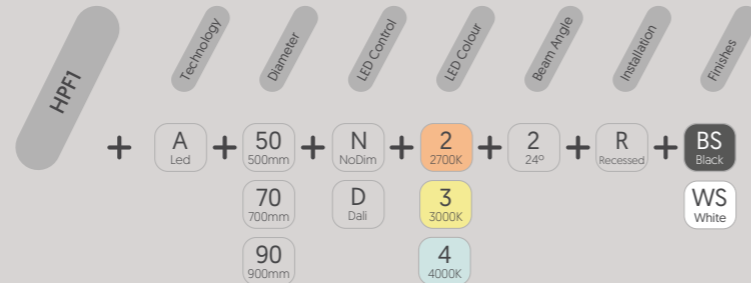 HPF1
Technology
Diameter
LED Control
LED Colour
Beam Angle
Installation
Finishes
+ A + 50 + N + 2 + 2 + R + BS
Led 500mm NoDim 2700K 24º Recessed Black
70 D 3 WS
700mm Dali 3000K White
90 4
900mm 4000K